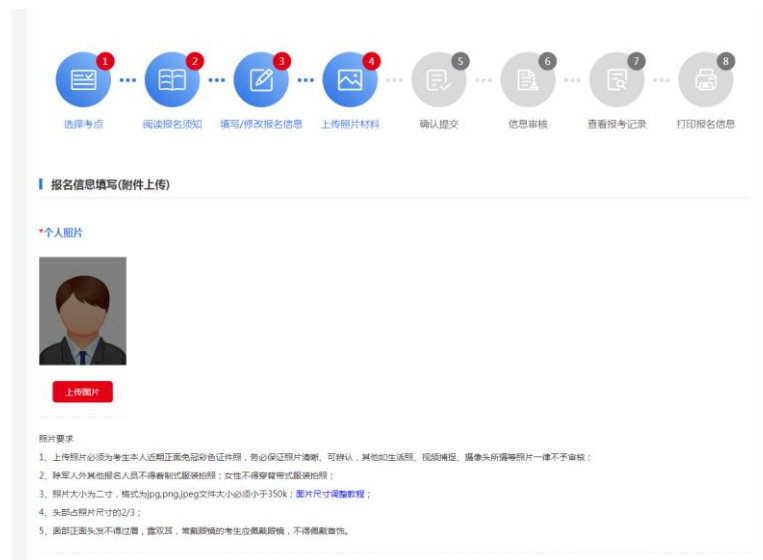 1 2 3 4 5 6 7 8
选择考点 阅读报名须知 填写/修改报名信息 上传照片材料 确认提交 信息审核 查看报考记录 打印报名信息
报名信息填写(附件上传)
*个人照片
上传图片
照片要求
1、上传照片必须为考生本人近期正面免冠彩色证件照，务必保证照片清晰、可辨认，其他如生活照、视频捕捉、摄像头所摄等照片一律不予审核；
2、除军人外其他报名人员不得着制式服装拍照；女性不得穿背带式服装拍照；
3、照片大小为二寸，格式为jpg,png,jpeg文件大小必须小于350k；图片尺寸调整教程；
4、头部占照片尺寸的2/3；
5、面部正面头发不得过眉，露双耳，常戴眼镜的考生应佩戴眼镜，不得佩戴首饰。